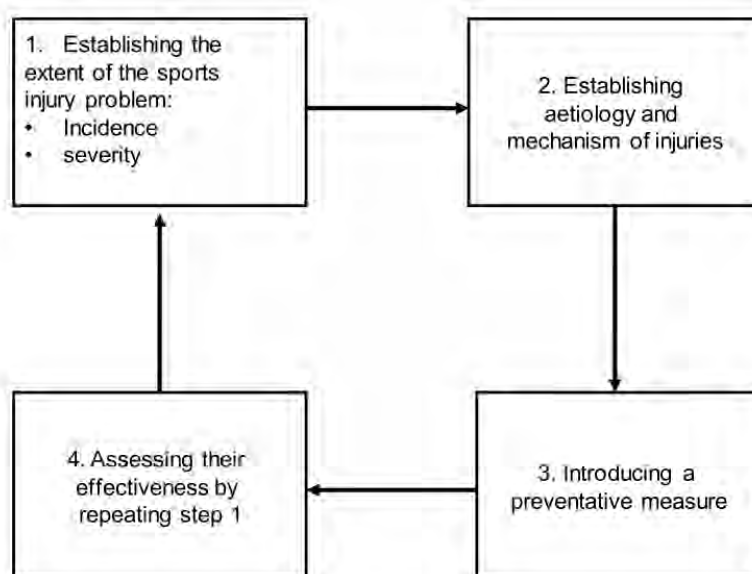 1. Establishing the
extent of the sports
injury problem:
• Incidence
• severity
2. Establishing
aetiology and
mechanism of injuries
3. Introducing a
preventative measure
4. Assessing their
effectiveness by
repeating step 1